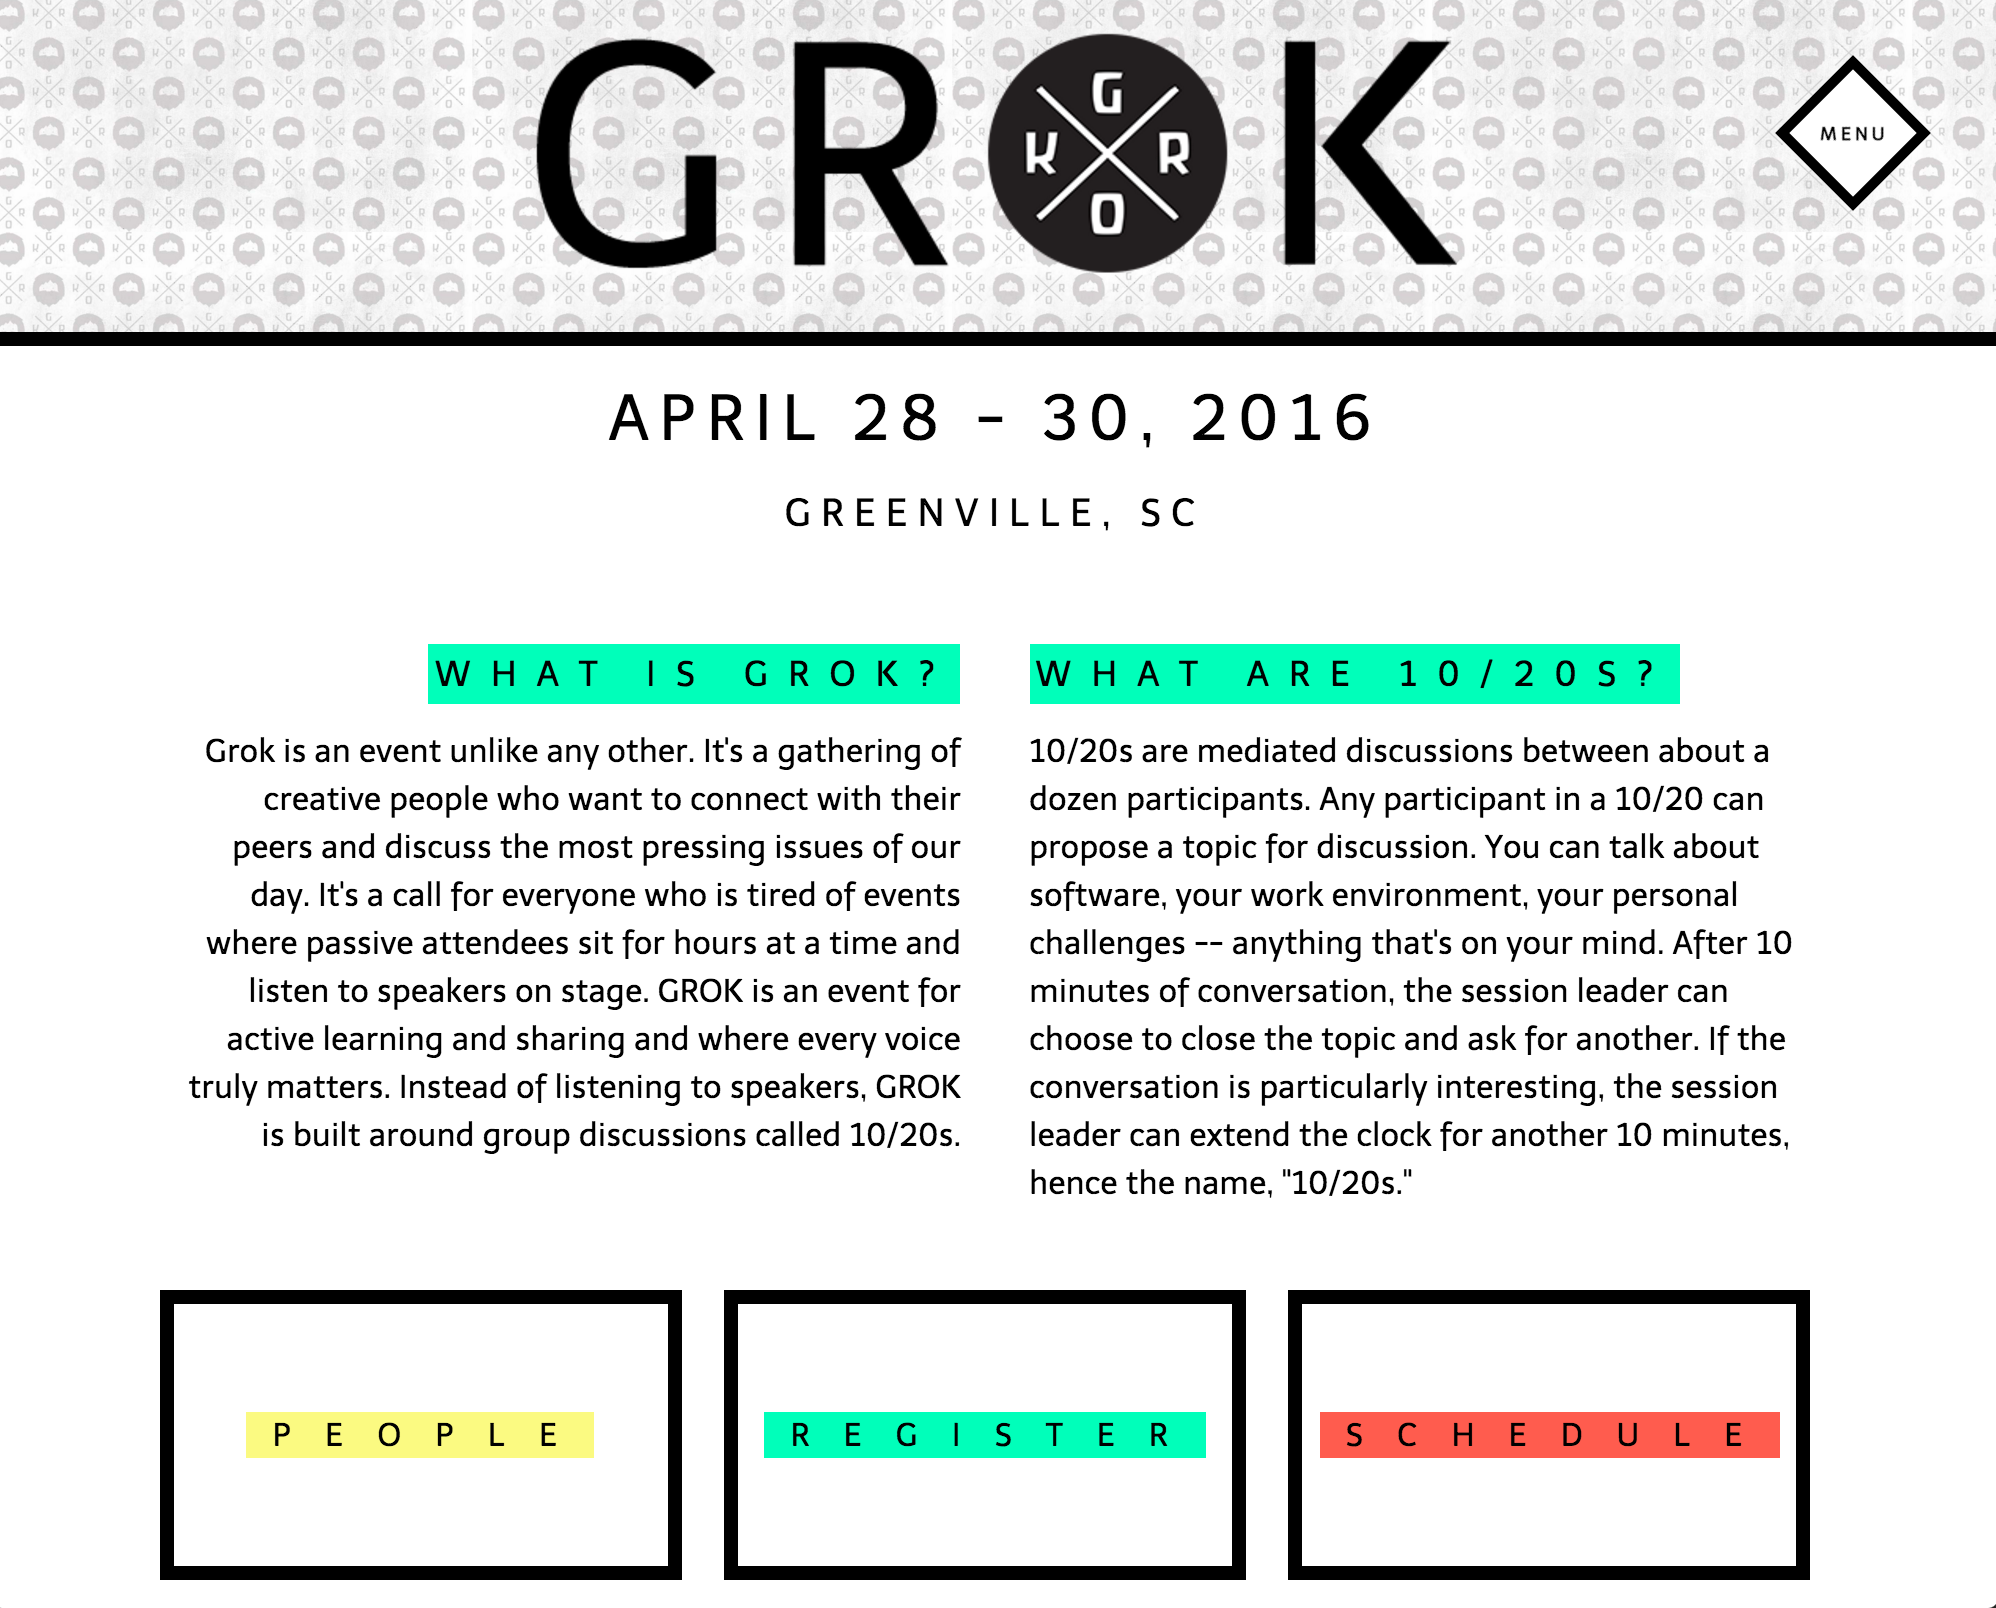 GROK
G
K R
O
MENU
APRIL 28 – 30, 2016
GREENVILLE, SC
WHAT IS GROK?
Grok is an event unlike any other. It's a gathering of
creative people who want to connect with their
peers and discuss the most pressing issues of our
day. It's a call for everyone who is tired of events
where passive attendees sit for hours at a time and
listen to speakers on stage. GROK is an event for
active learning and sharing and where every voice
truly matters. Instead of listening to speakers, GROK
is built around group discussions called 10/20s.
WHAT ARE 10/20S?
10/20s are mediated discussions between about a
dozen participants. Any participant in a 10/20 can
propose a topic for discussion. You can talk about
software, your work environment, your personal
challenges -- anything that's on your mind. After 10
minutes of conversation, the session leader can
choose to close the topic and ask for another. If the
conversation is particularly interesting, the session
leader can extend the clock for another 10 minutes,
hence the name, "10/20s."
PEOPLE
REGISTER
SCHEDULE